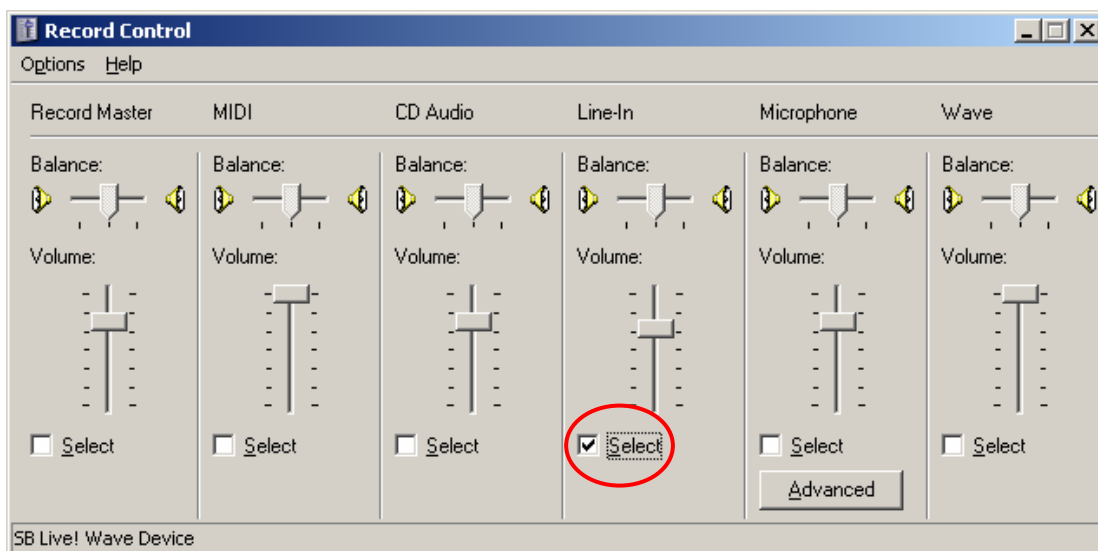 Record Control
Options Help
Record Master MIDI CD Audio Line-In Microphone Wave
Balance: Balance: Balance: Balance: Balance: Balance:
Volume: Volume: Volume: Volume: Volume: Volume:
Select Select Select Select Select Select
Advanced
SB Live! Wave Device